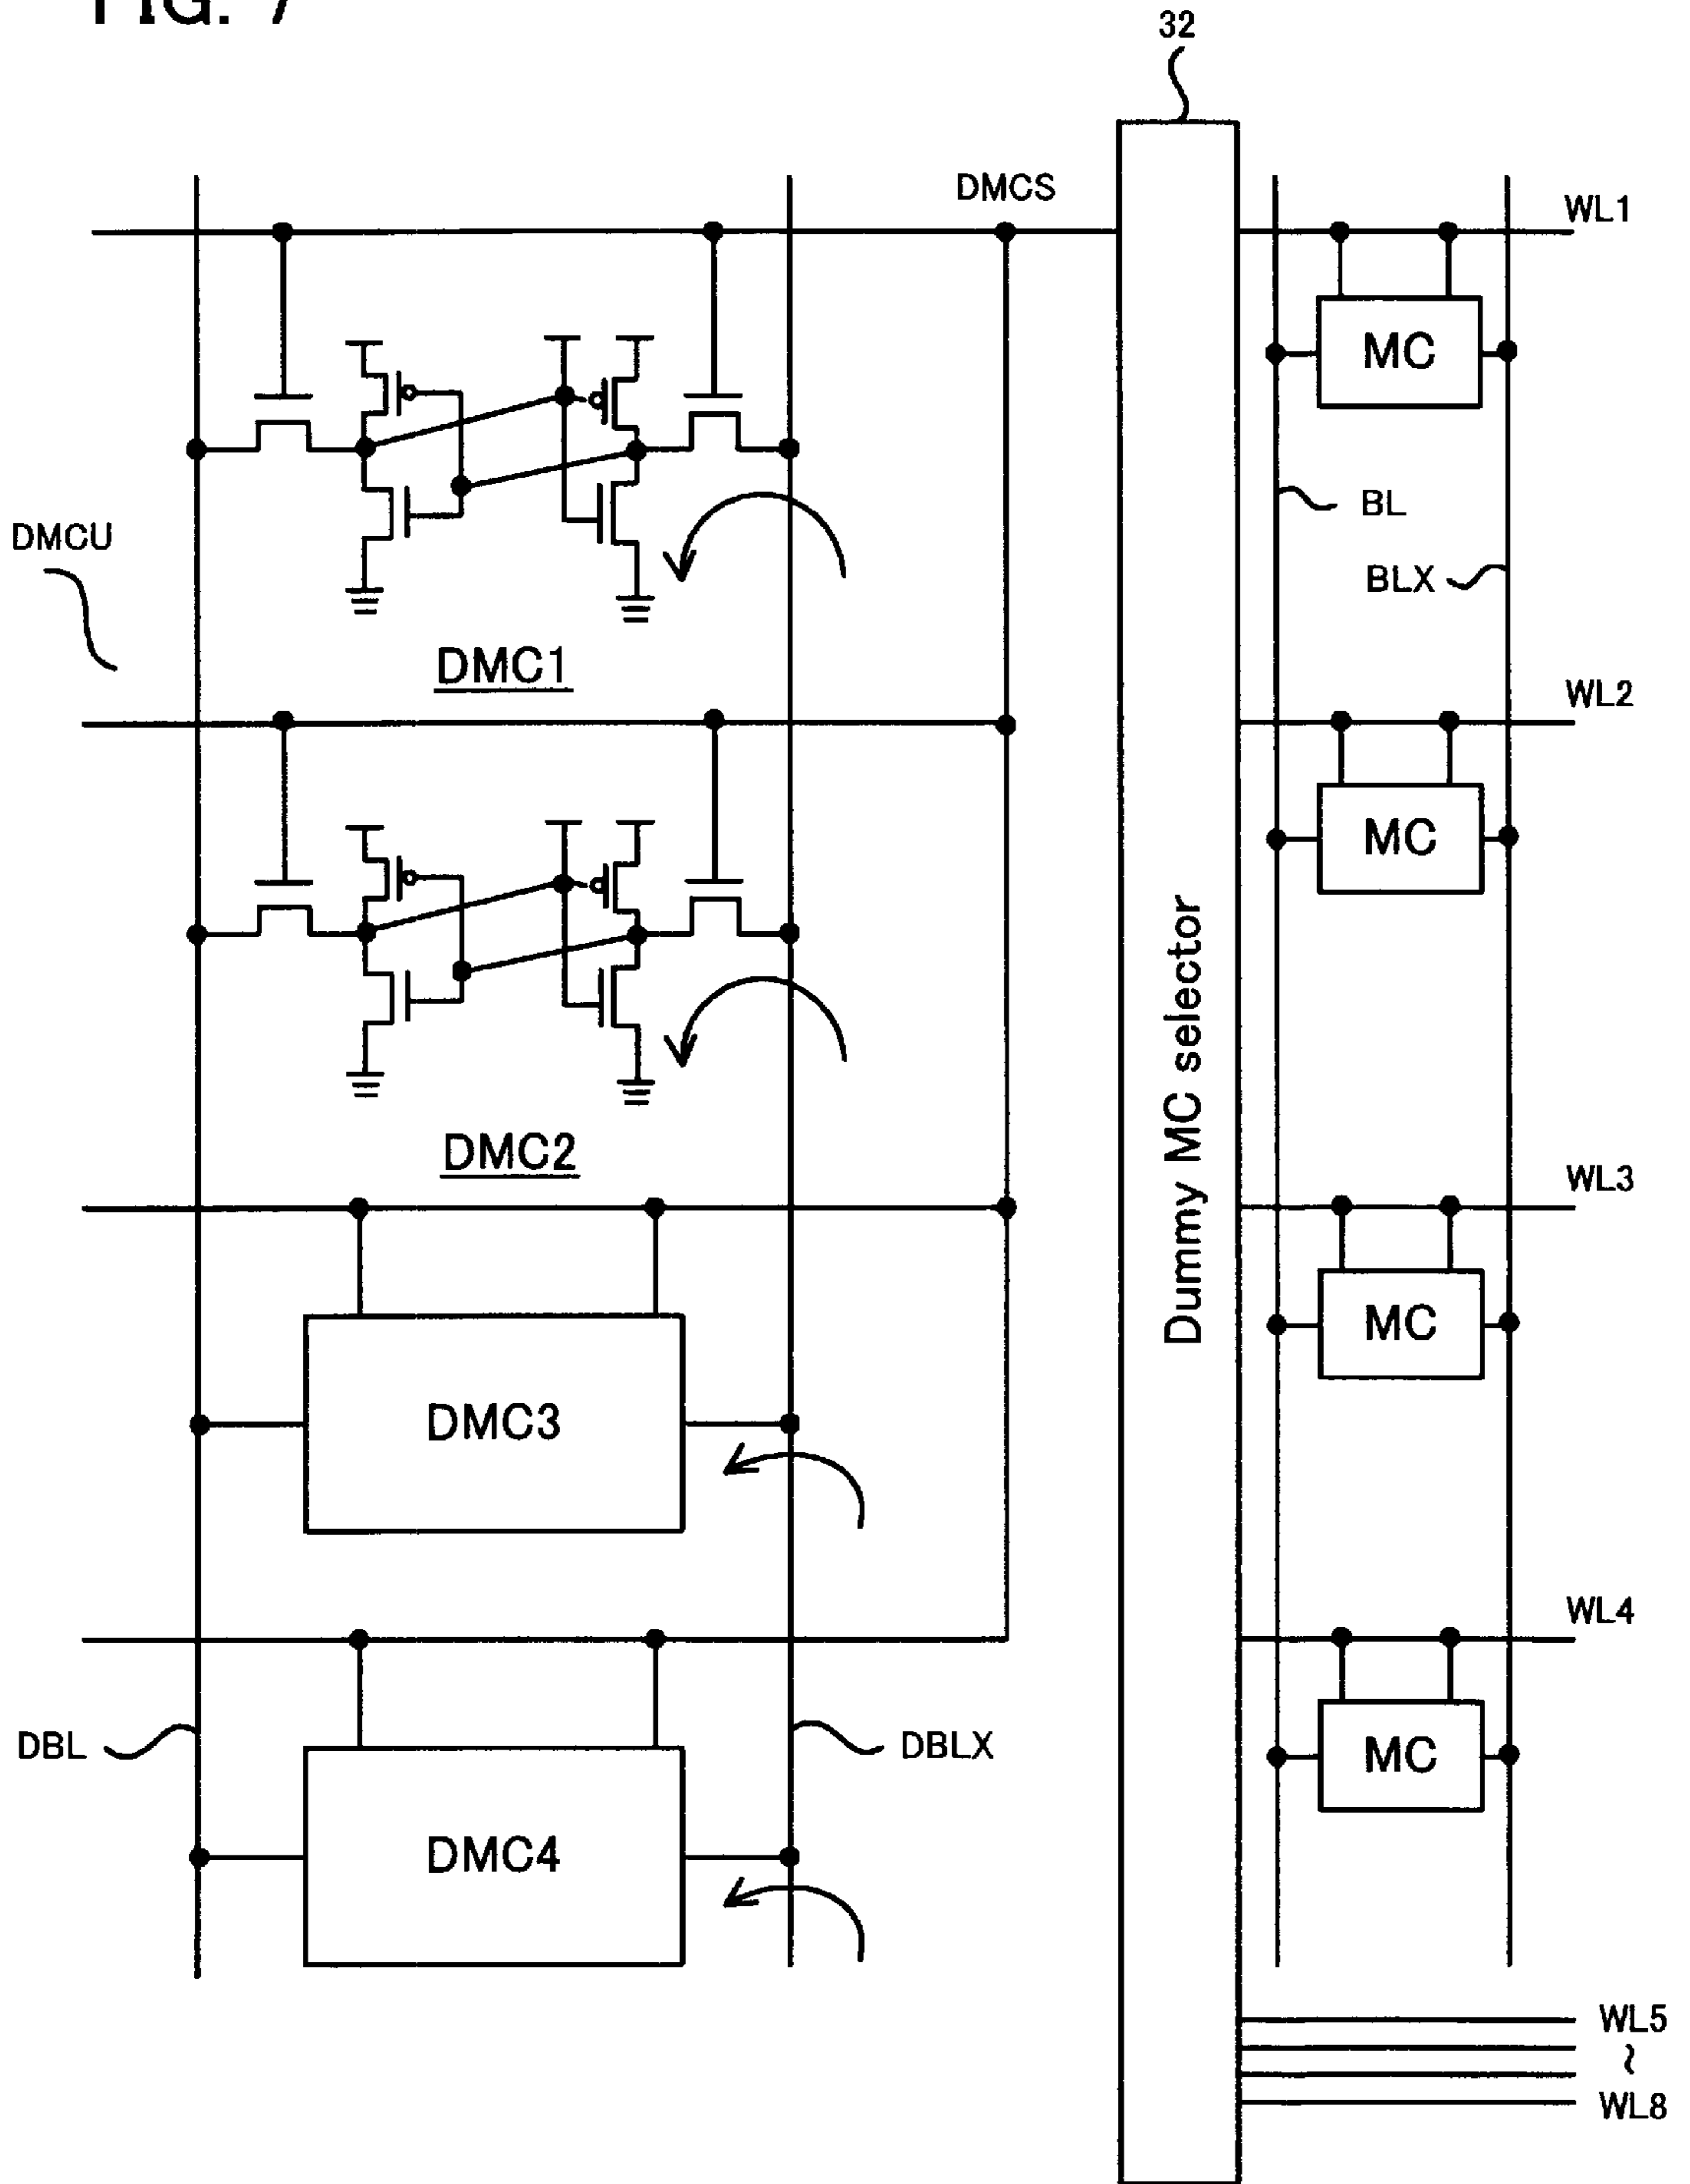 FIG. 7
32
DMCS
WL1
MC
BL
DMCU
BLX
DMC1
WL2
MC
Dummy MC selector
DMC2
WL3
MC
DMC3
WL4
DBL
DBLX
MC
DMC4
WL5
~
WL8